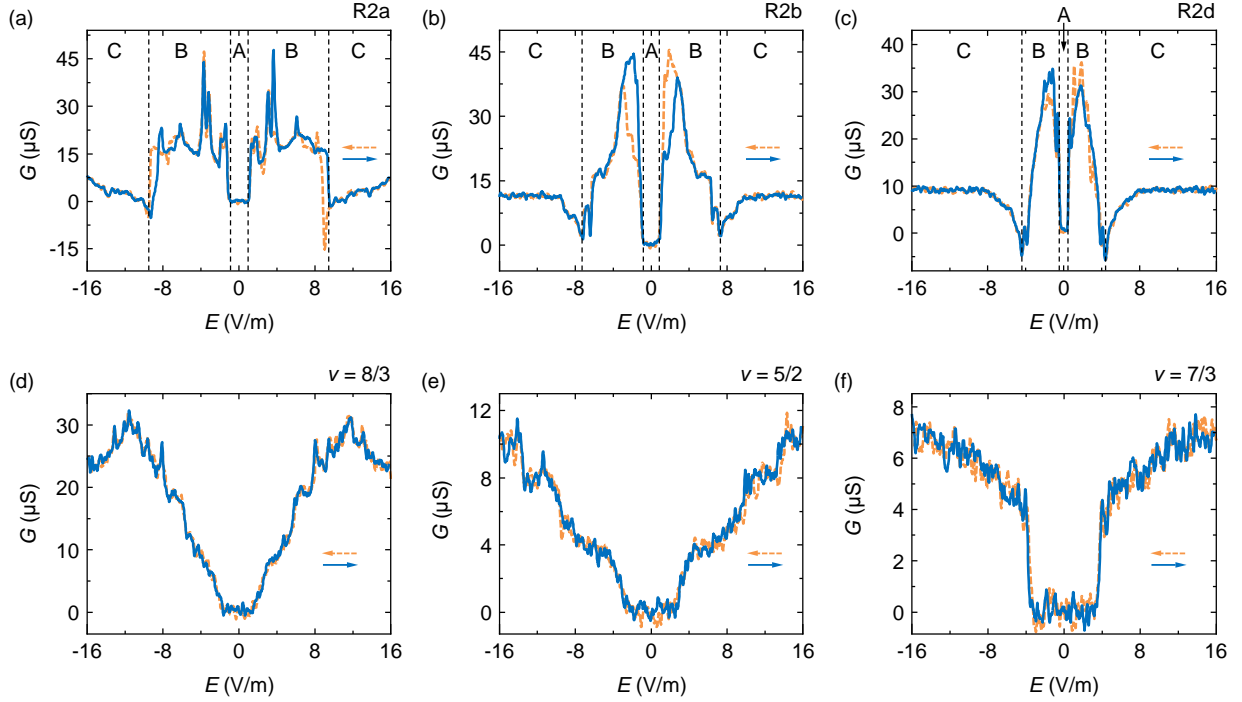 (a) R2a
C B A B C
45
30
15
0
-15
G (µS)
-16 -8 0 8 16
E (V/m)
(b) R2b
C B A B C
45
30
15
0
G (µS)
-16 -8 0 8 16
E (V/m)
(c) A R2d
C B B C
40
30
20
10
0
G (µS)
-16 -8 0 8 16
E (V/m)
(d) ν = 8/3
30
20
10
0
G (µS)
-16 -8 0 8 16
E (V/m)
(e) ν = 5/2
12
8
4
0
G (µS)
-16 -8 0 8 16
E (V/m)
(f) ν = 7/3
8
6
4
2
0
G (µS)
-16 -8 0 8 16
E (V/m)